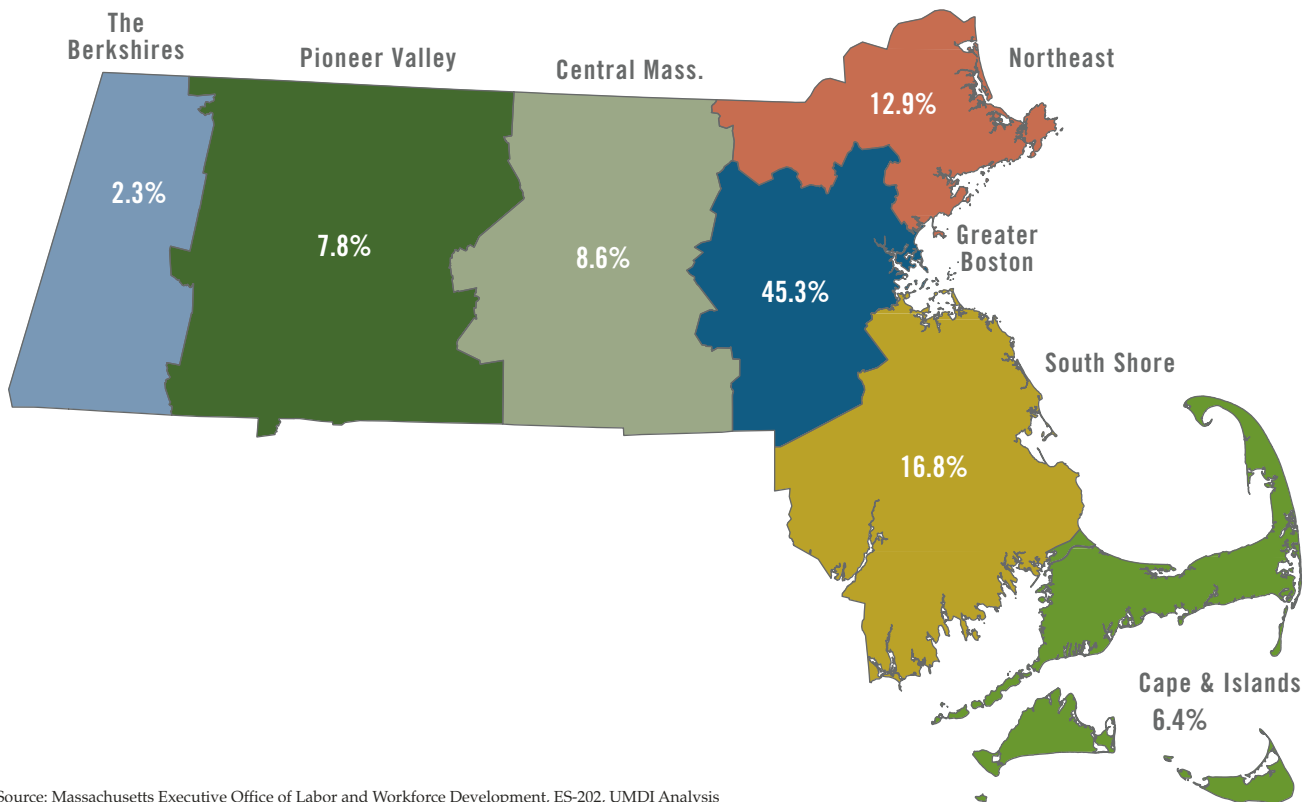 The
Berkshires
Pioneer Valley
Central Mass.
Northeast
12.9%
2.3%
7.8%
8.6%
45.3%
Greater
Boston
South Shore
16.8%
Cape & Islands
6.4%
Source: Massachusetts Executive Office of Labor and Workforce Development, ES-202, UMDI Analysis